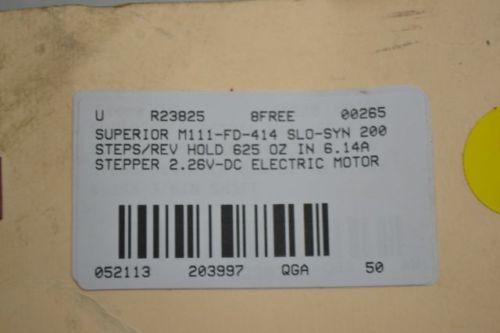 U R23825 8FREE 00265
SUPERIOR M111-FD-414 SLO-SYN 200
STEPS/REV HOLD 625 OZ IN 6.14A
STEPPER 2.26V-DC ELECTRIC MOTOR
052113 203997 QGA 50